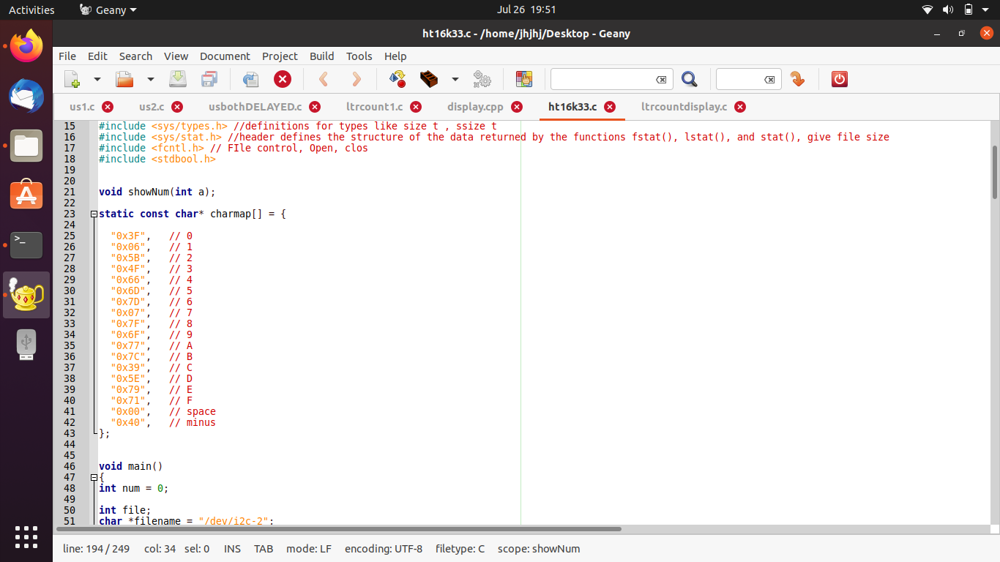 Activities Geany Jul 26 19:51
ht16k33.c - /home/jhjhj/Desktop - Geany
File Edit Search View Document Project Build Tools Help
us1.c us2.c usbothDELAYED.c ltrcount1.c display.cpp ht16k33.c ltrcountdisplay.c
15 #include <sys/types.h> //definitions for types like size t , ssize t
16 #include <sys/stat.h> //header defines the structure of the data returned by the functions fstat(), lstat(), and stat(), give file size
17 #include <fcntl.h> // FIle control, Open, clos
18 #include <stdbool.h>
19
20
21 void showNum(int a);
22
23 static const char* charmap[] = {
24
25 "0x3F", // 0
26 "0x06", // 1
27 "0x5B", // 2
28 "0x4F", // 3
29 "0x66", // 4
30 "0x6D", // 5
31 "0x7D", // 6
32 "0x07", // 7
33 "0x7F", // 8
34 "0x6F", // 9
35 "0x77", // A
36 "0x7C", // B
37 "0x39", // C
38 "0x5E", // D
39 "0x79", // E
40 "0x71", // F
41 "0x00", // space
42 "0x40", // minus
43 };
44
45
46 void main()
47 {
48 int num = 0;
49
50 int file;
51 char *filename = "/dev/i2c-2";
line: 194 / 249 col: 34 sel: 0 INS TAB mode: LF encoding: UTF-8 filetype: C scope: showNum